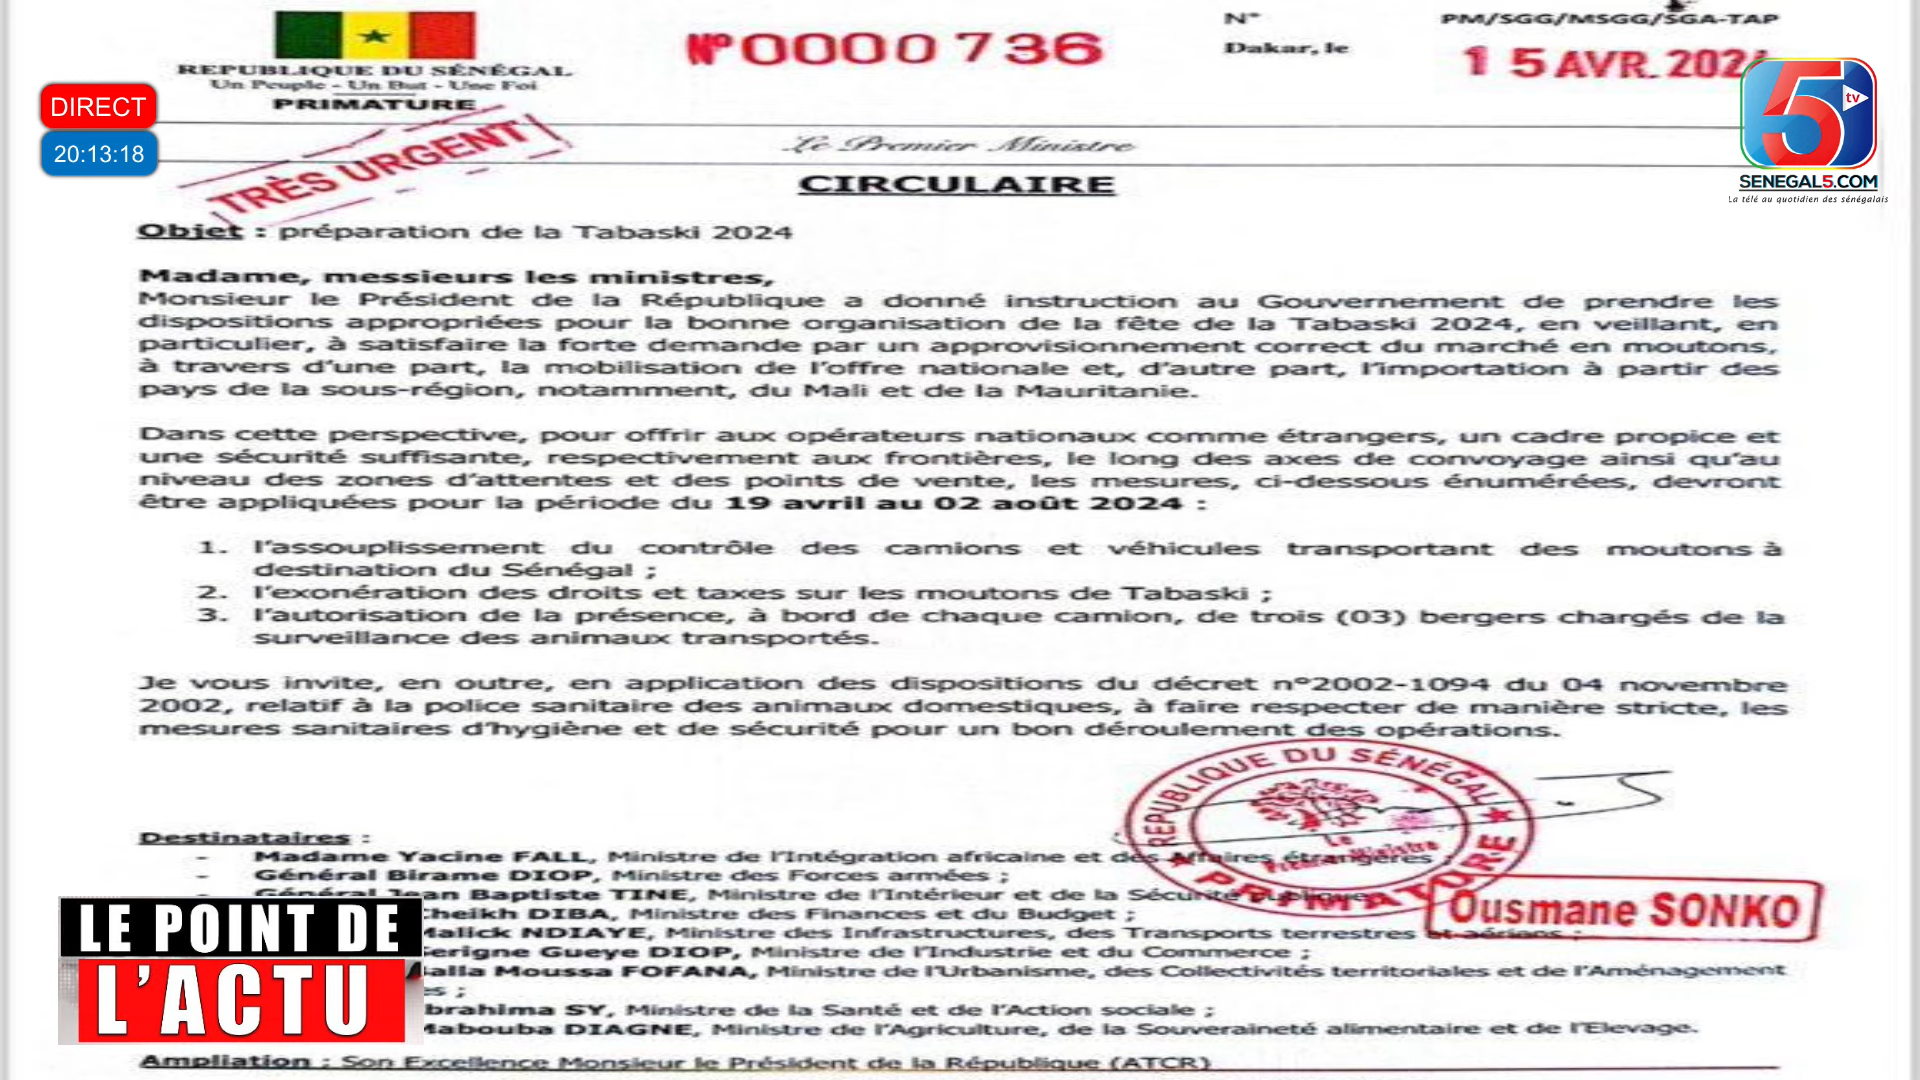 N°
PM/SGG/MSGG/SGA-TAP
N°0000736
Dakar, le
15 AVR. 202
REPUBLIQUE DU SÉNÉGAL
Un Peuple - Un But - Une Foi
PRIMATURE
DIRECT
20:13:18
5
tv
SENEGAL5.COM
La télé au quotidien des sénégalais
TRÈS URGENT
Le Premier Ministre
CIRCULAIRE
Objet : préparation de la Tabaski 2024
Madame, messieurs les ministres,
Monsieur le Président de la République a donné instruction au Gouvernement de prendre les
dispositions appropriées pour la bonne organisation de la fête de la Tabaski 2024, en veillant, en
particulier, à satisfaire la forte demande par un approvisionnement correct du marché en moutons,
à travers d'une part, la mobilisation de l'offre nationale et, d'autre part, l'importation à partir des
pays de la sous-région, notamment, du Mali et de la Mauritanie.
Dans cette perspective, pour offrir aux opérateurs nationaux comme étrangers, un cadre propice et
une sécurité suffisante, respectivement aux frontières, le long des axes de convoyage ainsi qu'au
niveau des zones d'attentes et des points de vente, les mesures, ci-dessous énumérées, devront
être appliquées pour la période du 19 avril au 02 août 2024 :
1. l'assouplissement du contrôle des camions et véhicules transportant des moutons à
destination du Sénégal ;
2. l'exonération des droits et taxes sur les moutons de Tabaski ;
3. l'autorisation de la présence, à bord de chaque camion, de trois (03) bergers chargés de la
surveillance des animaux transportés.
Je vous invite, en outre, en application des dispositions du décret n°2002-1094 du 04 novembre
2002, relatif à la police sanitaire des animaux domestiques, à faire respecter de manière stricte, les
mesures sanitaires d'hygiène et de sécurité pour un bon déroulement des opérations.
REPUBLIQUE DU SÉNÉGAL
Le
Premier Ministre
PRIMATURE
Ousmane SONKO
Destinataires :
- Madame Yacine FALL, Ministre de l'Intégration africaine et des Affaires étrangères ;
- Général Birame DIOP, Ministre des Forces armées ;
- Général Jean Baptiste TINE, Ministre de l'Intérieur et de la Sécurité publique
Cheikh DIBA, Ministre des Finances et du Budget ;
Malick NDIAYE, Ministre des Infrastructures, des Transports terrestres et aériens ;
erigne Gueye DIOP, Ministre de l'Industrie et du Commerce ;
alla Moussa FOFANA, Ministre de l'Urbanisme, des Collectivités territoriales et de l'Aménagement
es ;
brahima SY, Ministre de la Santé et de l'Action sociale ;
Mabouba DIAGNE, Ministre de l'Agriculture, de la Souveraineté alimentaire et de l'Elevage.
Ampliation : Son Excellence Monsieur le Président de la République (ATCR)
LE POINT DE
L'ACTU